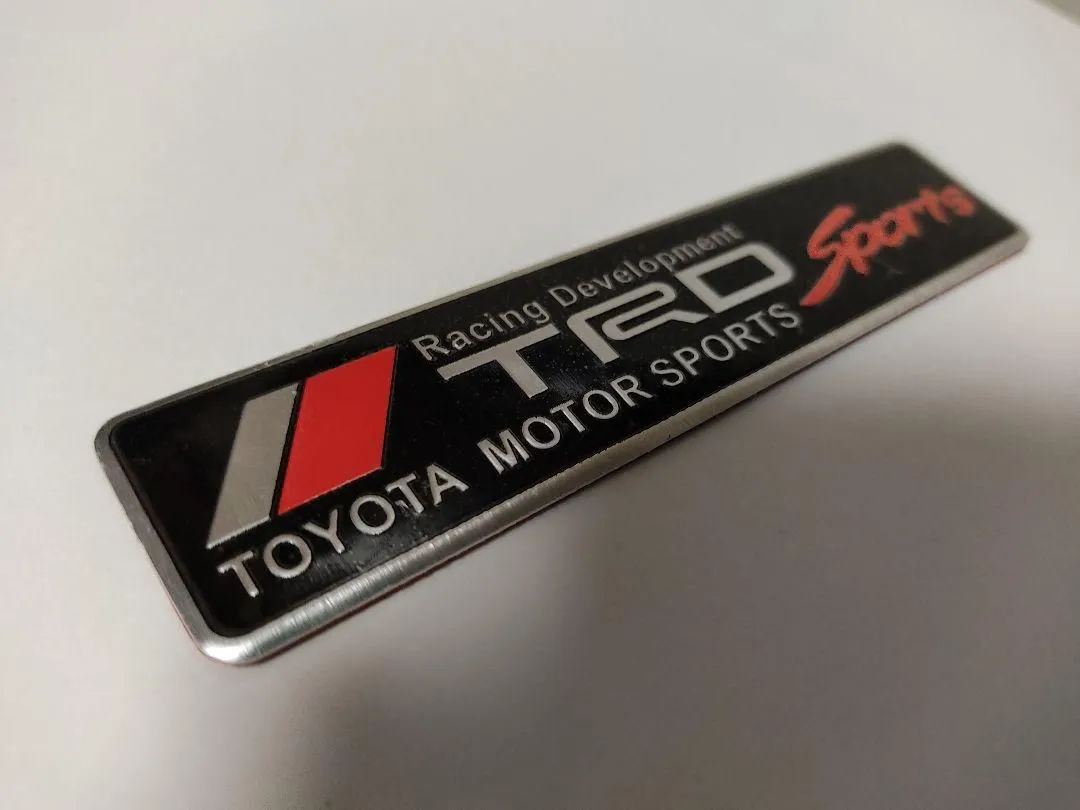 Racing Development
TRD Sports
TOYOTA MOTOR SPORTS